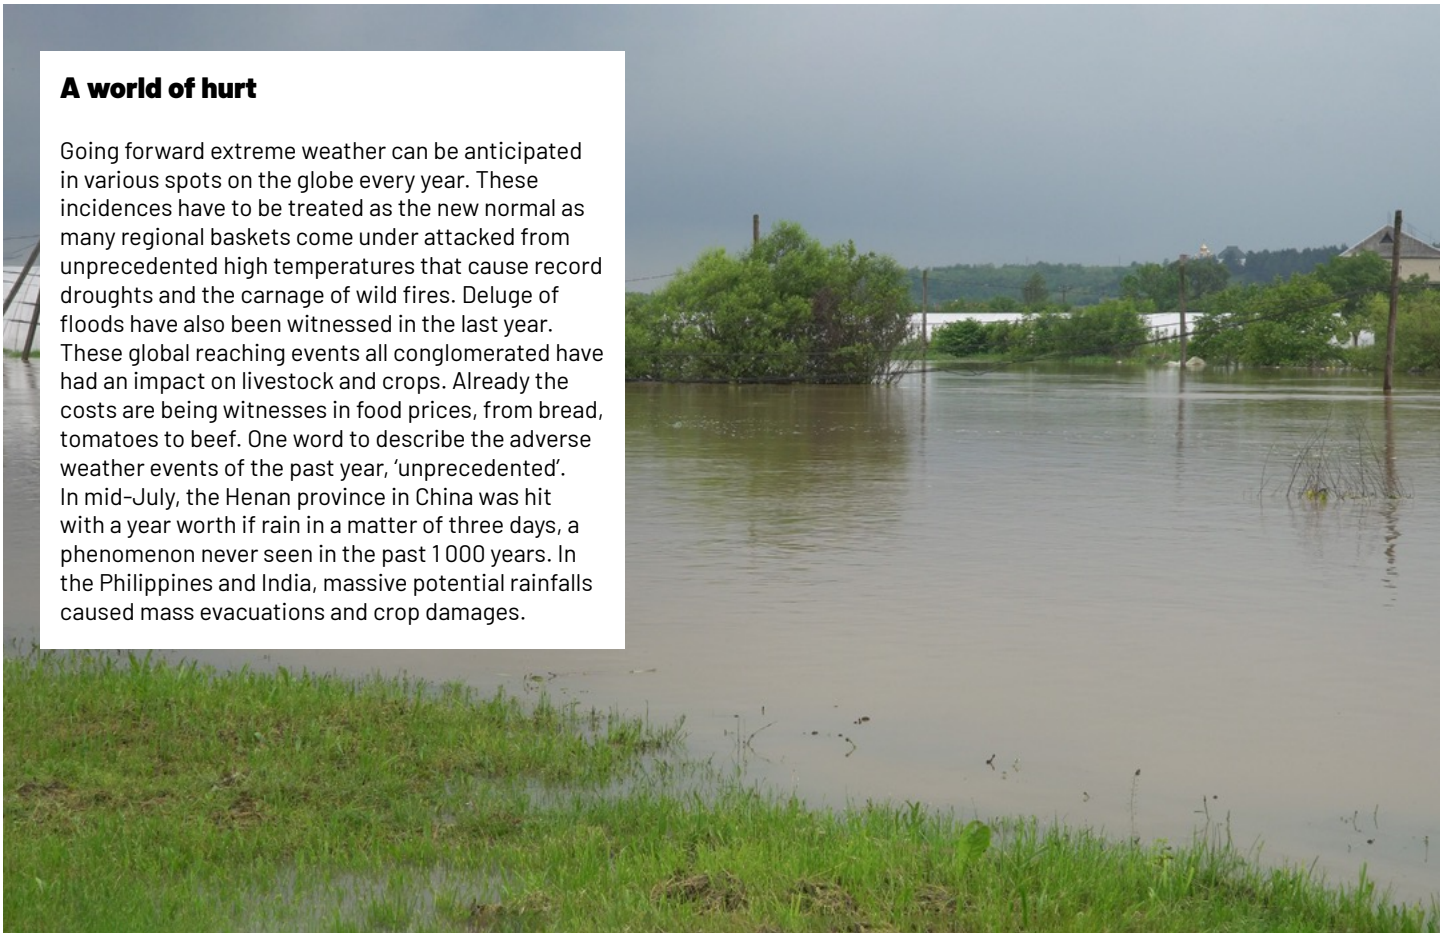 A world of hurt
Going forward extreme weather can be anticipated
in various spots on the globe every year. These
incidences have to be treated as the new normal as
many regional baskets come under attacked from
unprecedented high temperatures that cause record
droughts and the carnage of wild fires. Deluge of
floods have also been witnessed in the last year.
These global reaching events all conglomerated have
had an impact on livestock and crops. Already the
costs are being witnesses in food prices, from bread,
tomatoes to beef. One word to describe the adverse
weather events of the past year, ‘unprecedented’.
In mid-July, the Henan province in China was hit
with a year worth if rain in a matter of three days, a
phenomenon never seen in the past 1 000 years. In
the Philippines and India, massive potential rainfalls
caused mass evacuations and crop damages.